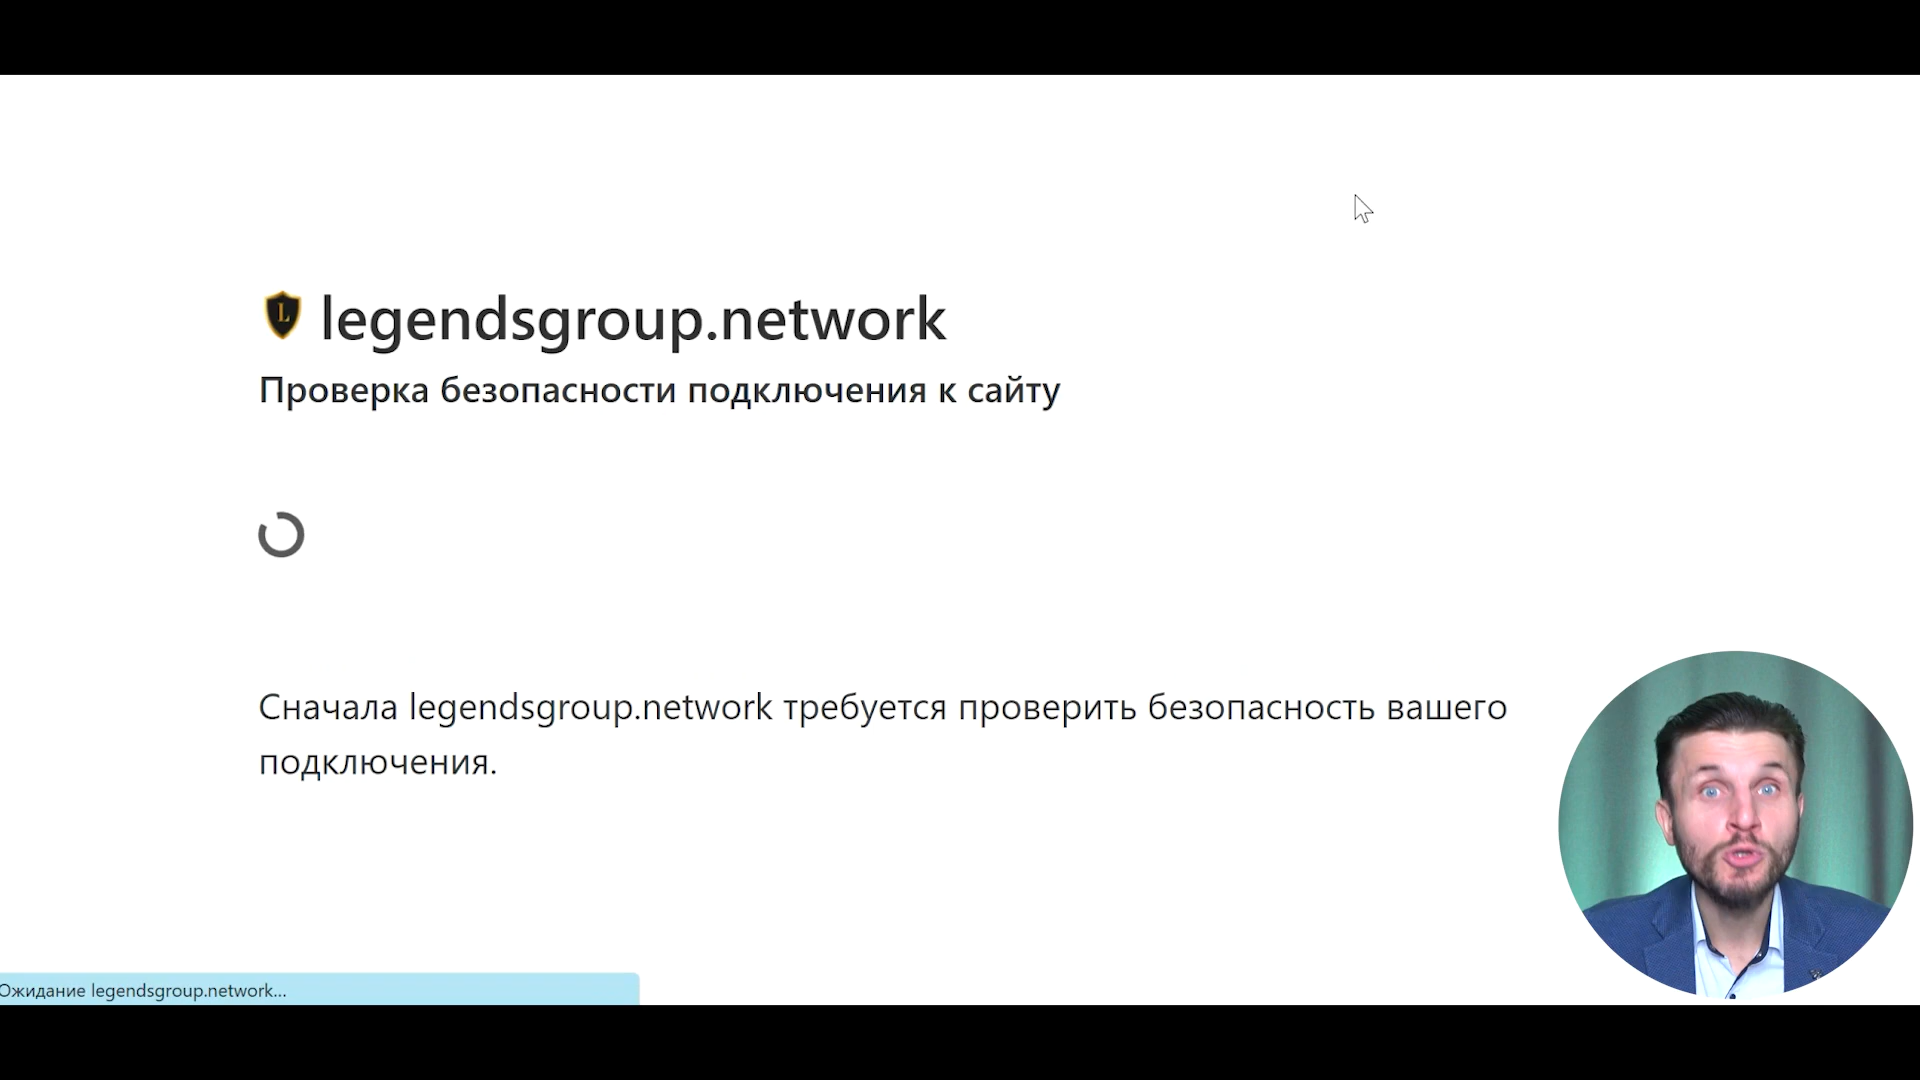 L
legendsgroup.network
Проверка безопасности подключения к сайту
Сначала legendsgroup.network требуется проверить безопасность вашего
подключения.
Ожидание legendsgroup.network...